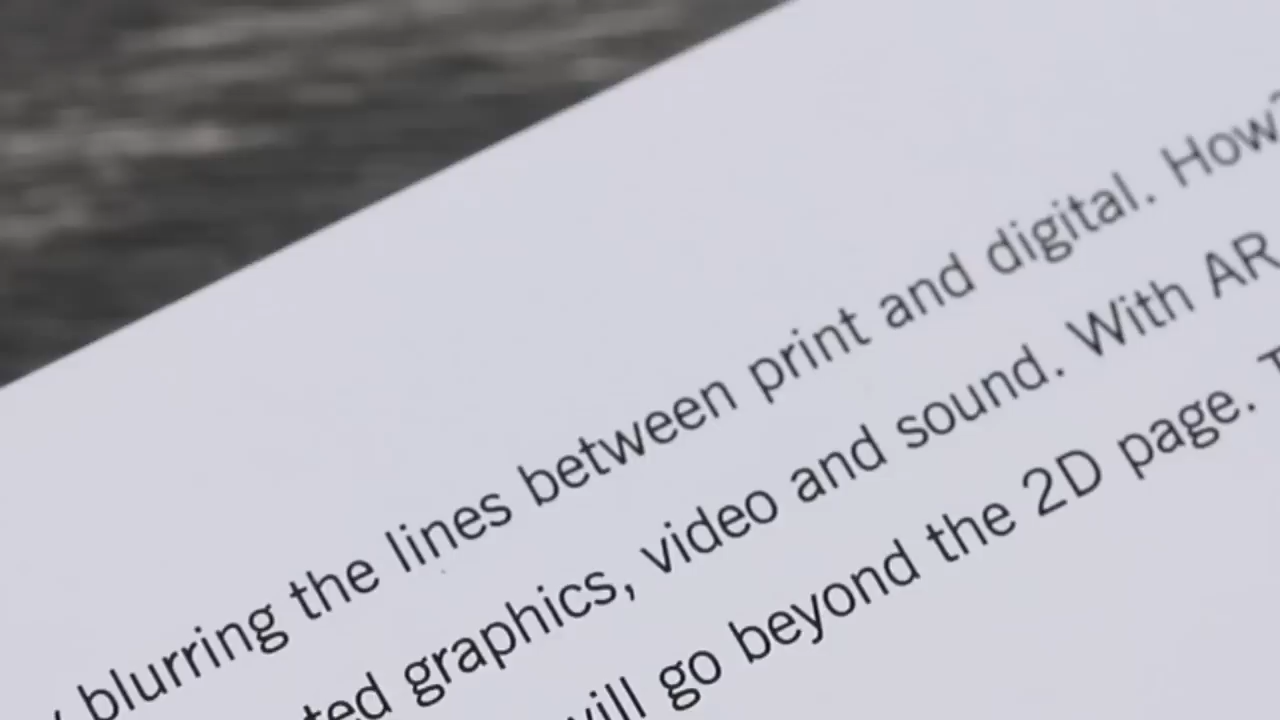 blurring the lines between print and digital. How?
graphics, video and sound. With AR
go beyond the 2D page.